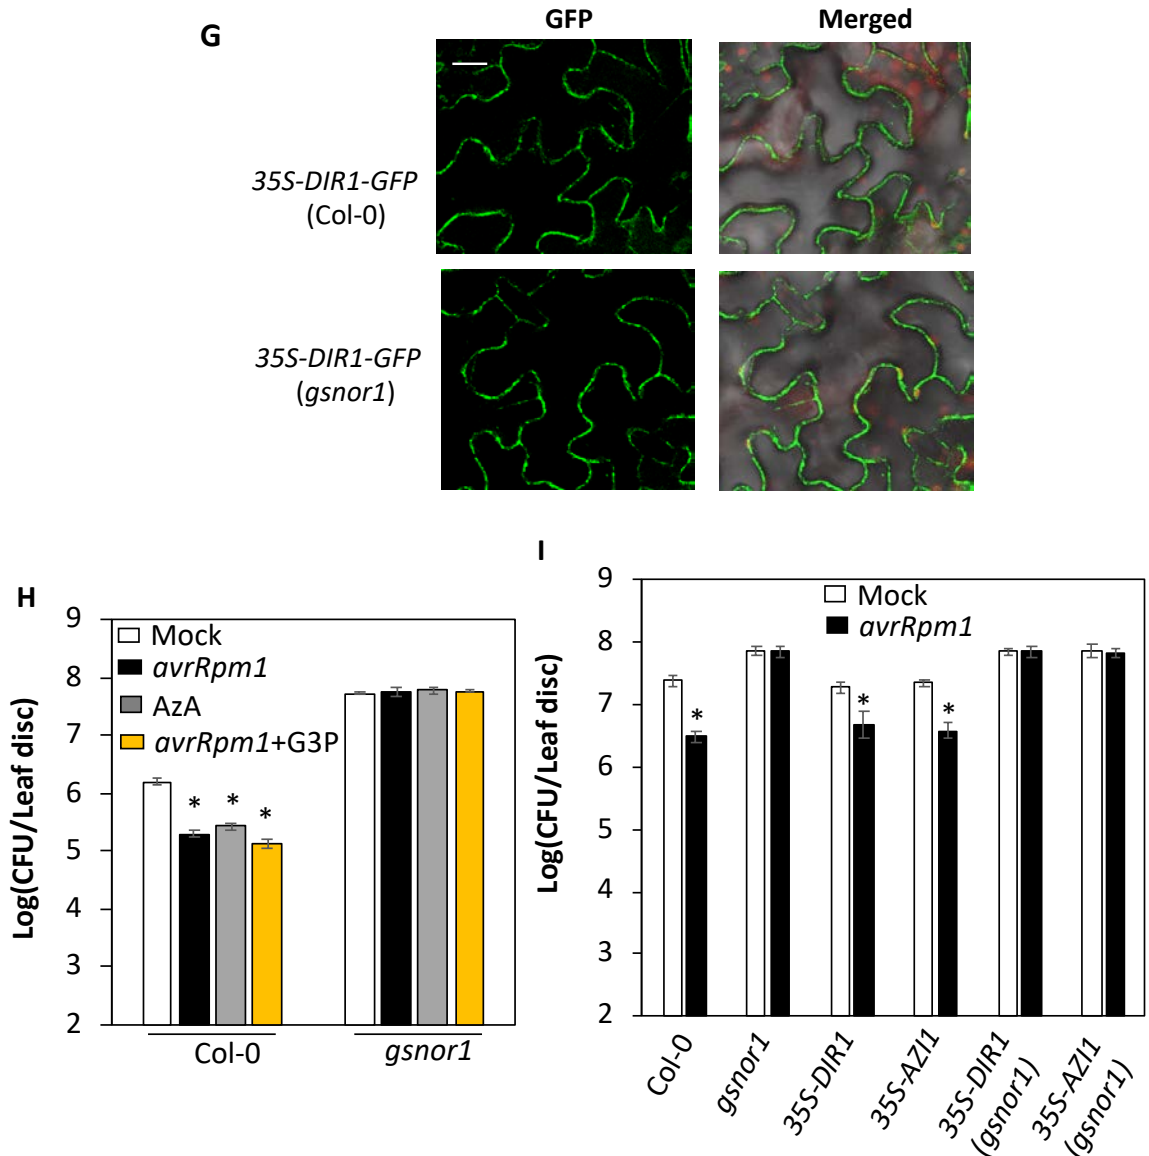 G
GFP
Merged
35S-DIR1-GFP
(Col-0)
35S-DIR1-GFP
(gsnor1)
H
Log(CFU/Leaf disc)
9
8
7
6
5
4
3
2
Mock
avrRpm1
AzA
avrRpm1+G3P
*
*
*
Col-0
gsnor1
I
Log(CFU/Leaf disc)
9
8
7
6
5
4
3
2
Mock
avrRpm1
*
*
*
Col-0
gsnor1
35S-DIR1
35S-AZI1
35S-DIR1
(gsnor1)
35S-AZI1
(gsnor1)